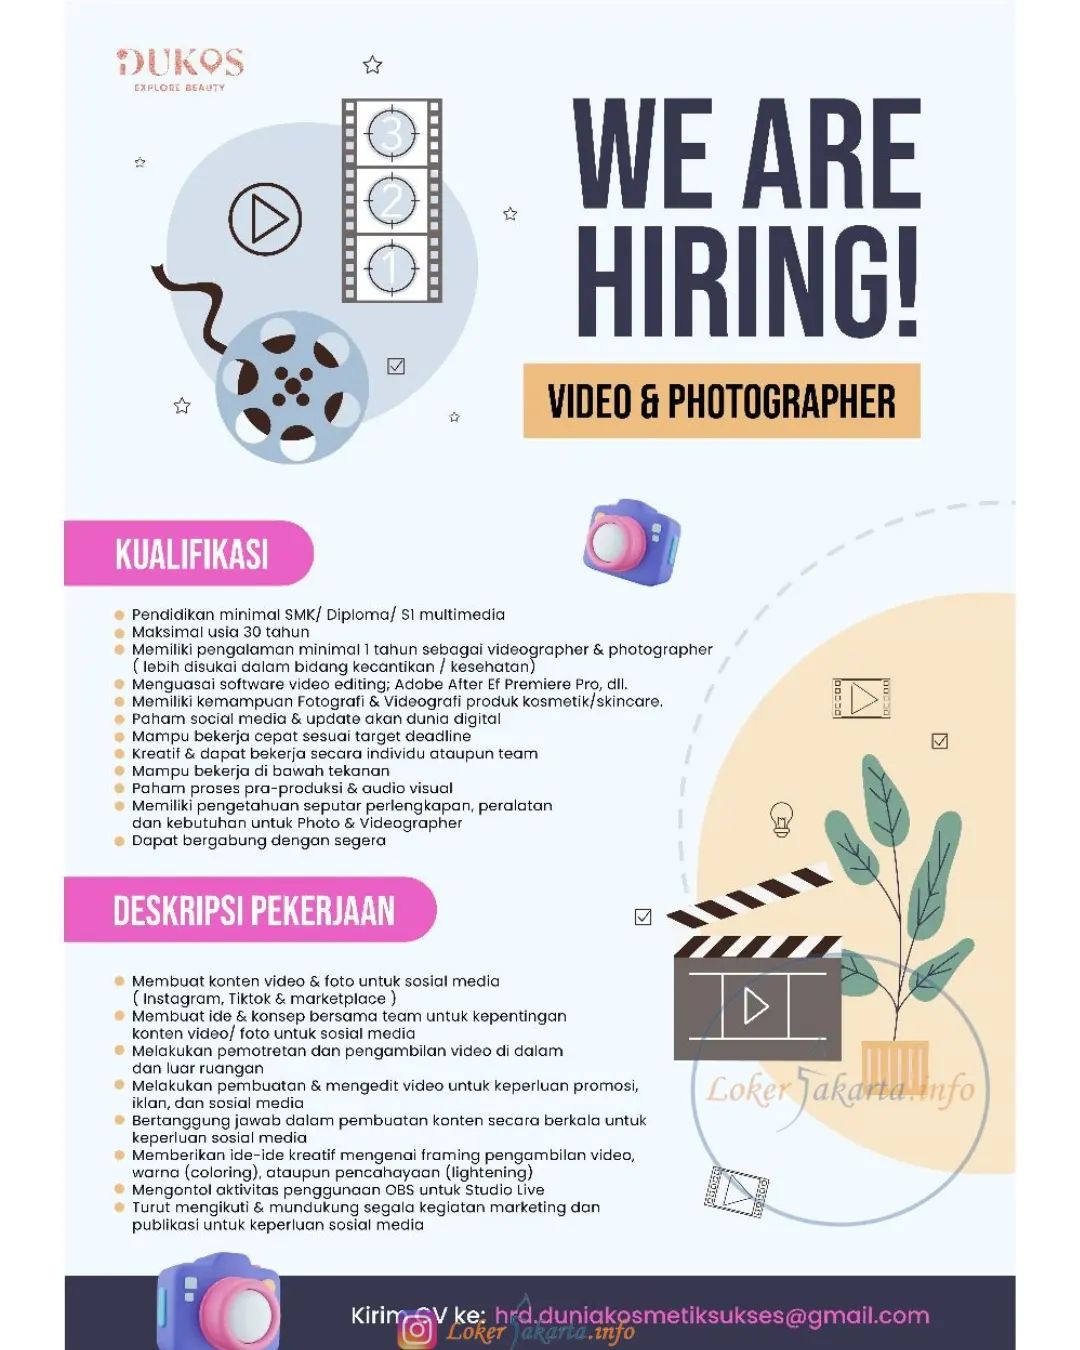 DUKOS
EXPLORE BEAUTY
3
2
1
WE ARE
HIRING!
VIDEO & PHOTOGRAPHER
KUALIFIKASI
Pendidikan minimal SMK/ Diploma/ S1 multimedia
Maksimal usia 30 tahun
Memiliki pengalaman minimal 1 tahun sebagai videographer & photographer
( lebih disukai dalam bidang kecantikan / kesehatan)
Menguasai software video editing; Adobe After Ef Premiere Pro, dll.
Memiliki kemampuan Fotografi & Videografi produk kosmetik/skincare.
Paham social media & update akan dunia digital
Mampu bekerja cepat sesuai target deadline
Kreatif & dapat bekerja secara individu ataupun team
Mampu bekerja di bawah tekanan
Paham proses pra-produksi & audio visual
Memiliki pengetahuan seputar perlengkapan, peralatan
dan kebutuhan untuk Photo & Videographer
Dapat bergabung dengan segera
DESKRIPSI PEKERJAAN
Membuat konten video & foto untuk sosial media
( Instagram, Tiktok & marketplace )
Membuat ide & konsep bersama team untuk kepentingan
konten video/ foto untuk sosial media
Melakukan pemotretan dan pengambilan video di dalam
dan luar ruangan
Melakukan pembuatan & mengedit video untuk keperluan promosi,
iklan, dan sosial media
Bertanggung jawab dalam pembuatan konten secara berkala untuk
keperluan sosial media
Memberikan ide-ide kreatif mengenai framing pengambilan video,
warna (coloring), ataupun pencahayaan (lightening)
Mengontol aktivitas penggunaan OBS untuk Studio Live
Turut mengikuti & mundukung segala kegiatan marketing dan
publikasi untuk keperluan sosial media
Loker Jakarta.info
Kirim CV ke: hrd.duniakosmetiksukses@gmail.com
Loker Jakarta.info